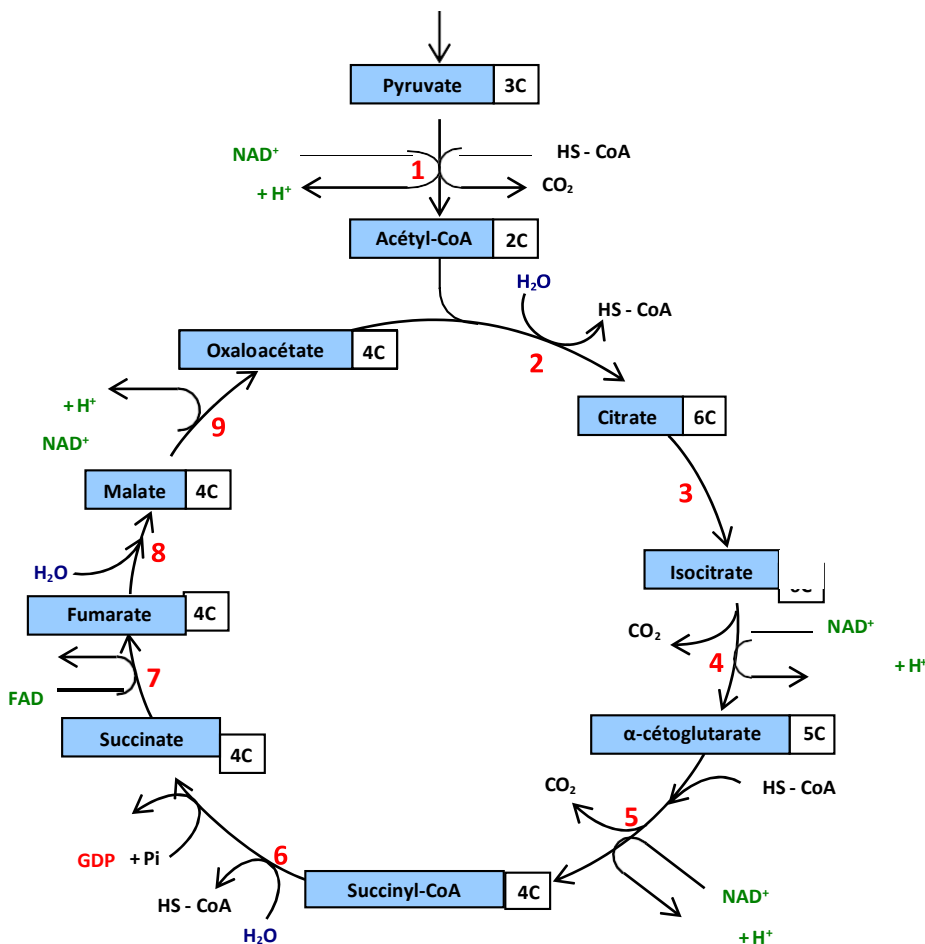 Pyruvate 3C
NAD⁺ HS - CoA
1
+ H⁺ CO₂
Acétyl-CoA 2C
H₂O
HS - CoA
Oxaloacétate 4C
2
+ H⁺
Citrate 6C
9
NAD⁺
Malate 4C
3
8
H₂O
Isocitrate
Fumarate 4C
CO₂ NAD⁺
4
+ H⁺
7
FAD
Succinate 4C
α-cétoglutarate 5C
CO₂ HS - CoA
5
GDP + Pi
6
Succinyl-CoA 4C
HS - CoA
NAD⁺
H₂O
+ H⁺